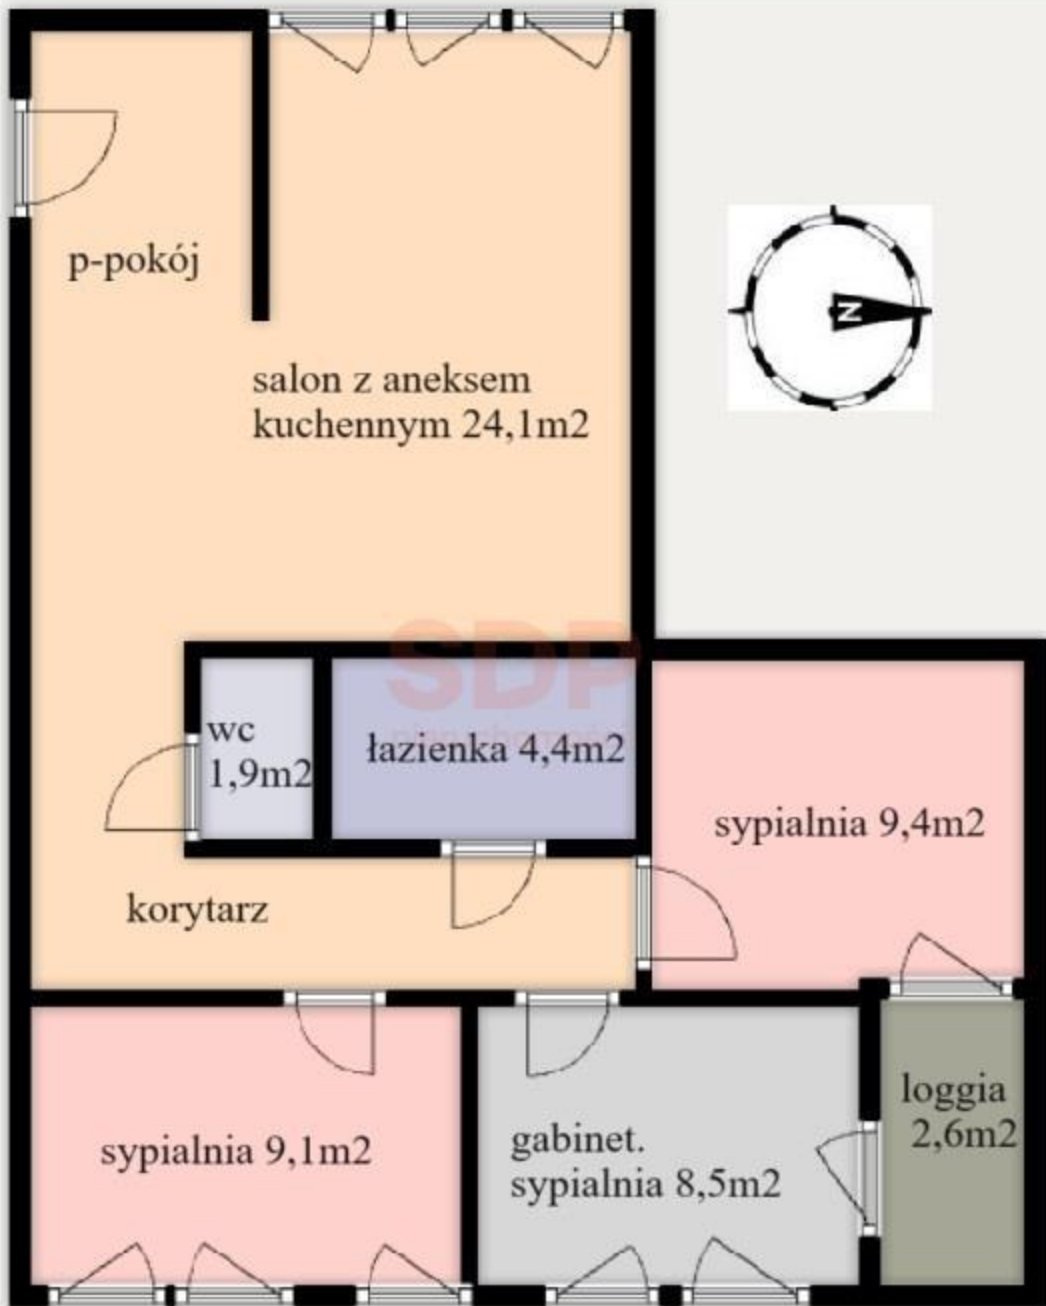 p-pokój
N
salon z aneksem
kuchennym 24,1m2
SDP
wc
1,9m2
łazienka 4,4m2
sypialnia 9,4m2
korytarz
sypialnia 9,1m2
gabinet.
sypialnia 8,5m2
loggia
2,6m2